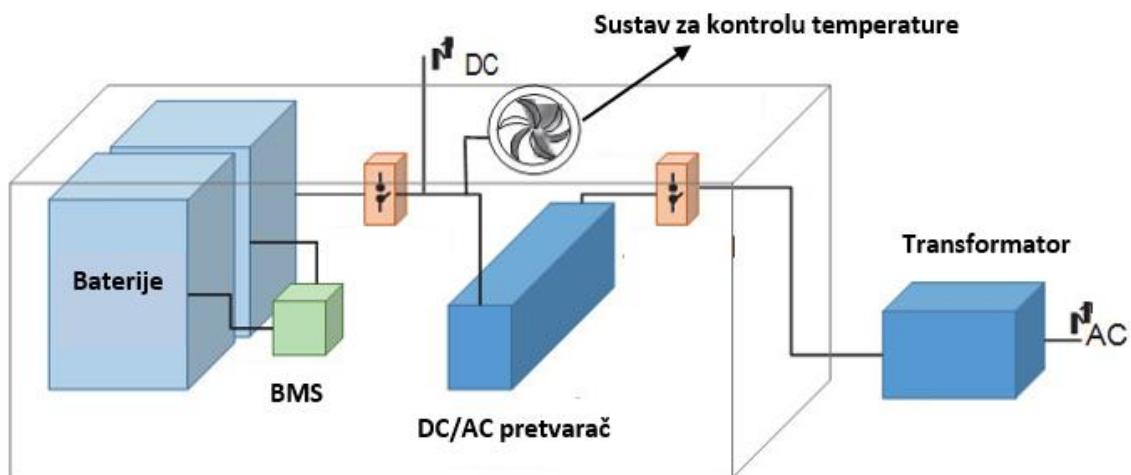 Sustav za kontrolu temperature
DC
Transformator
Baterije
AC
BMS
DC/AC pretvarač